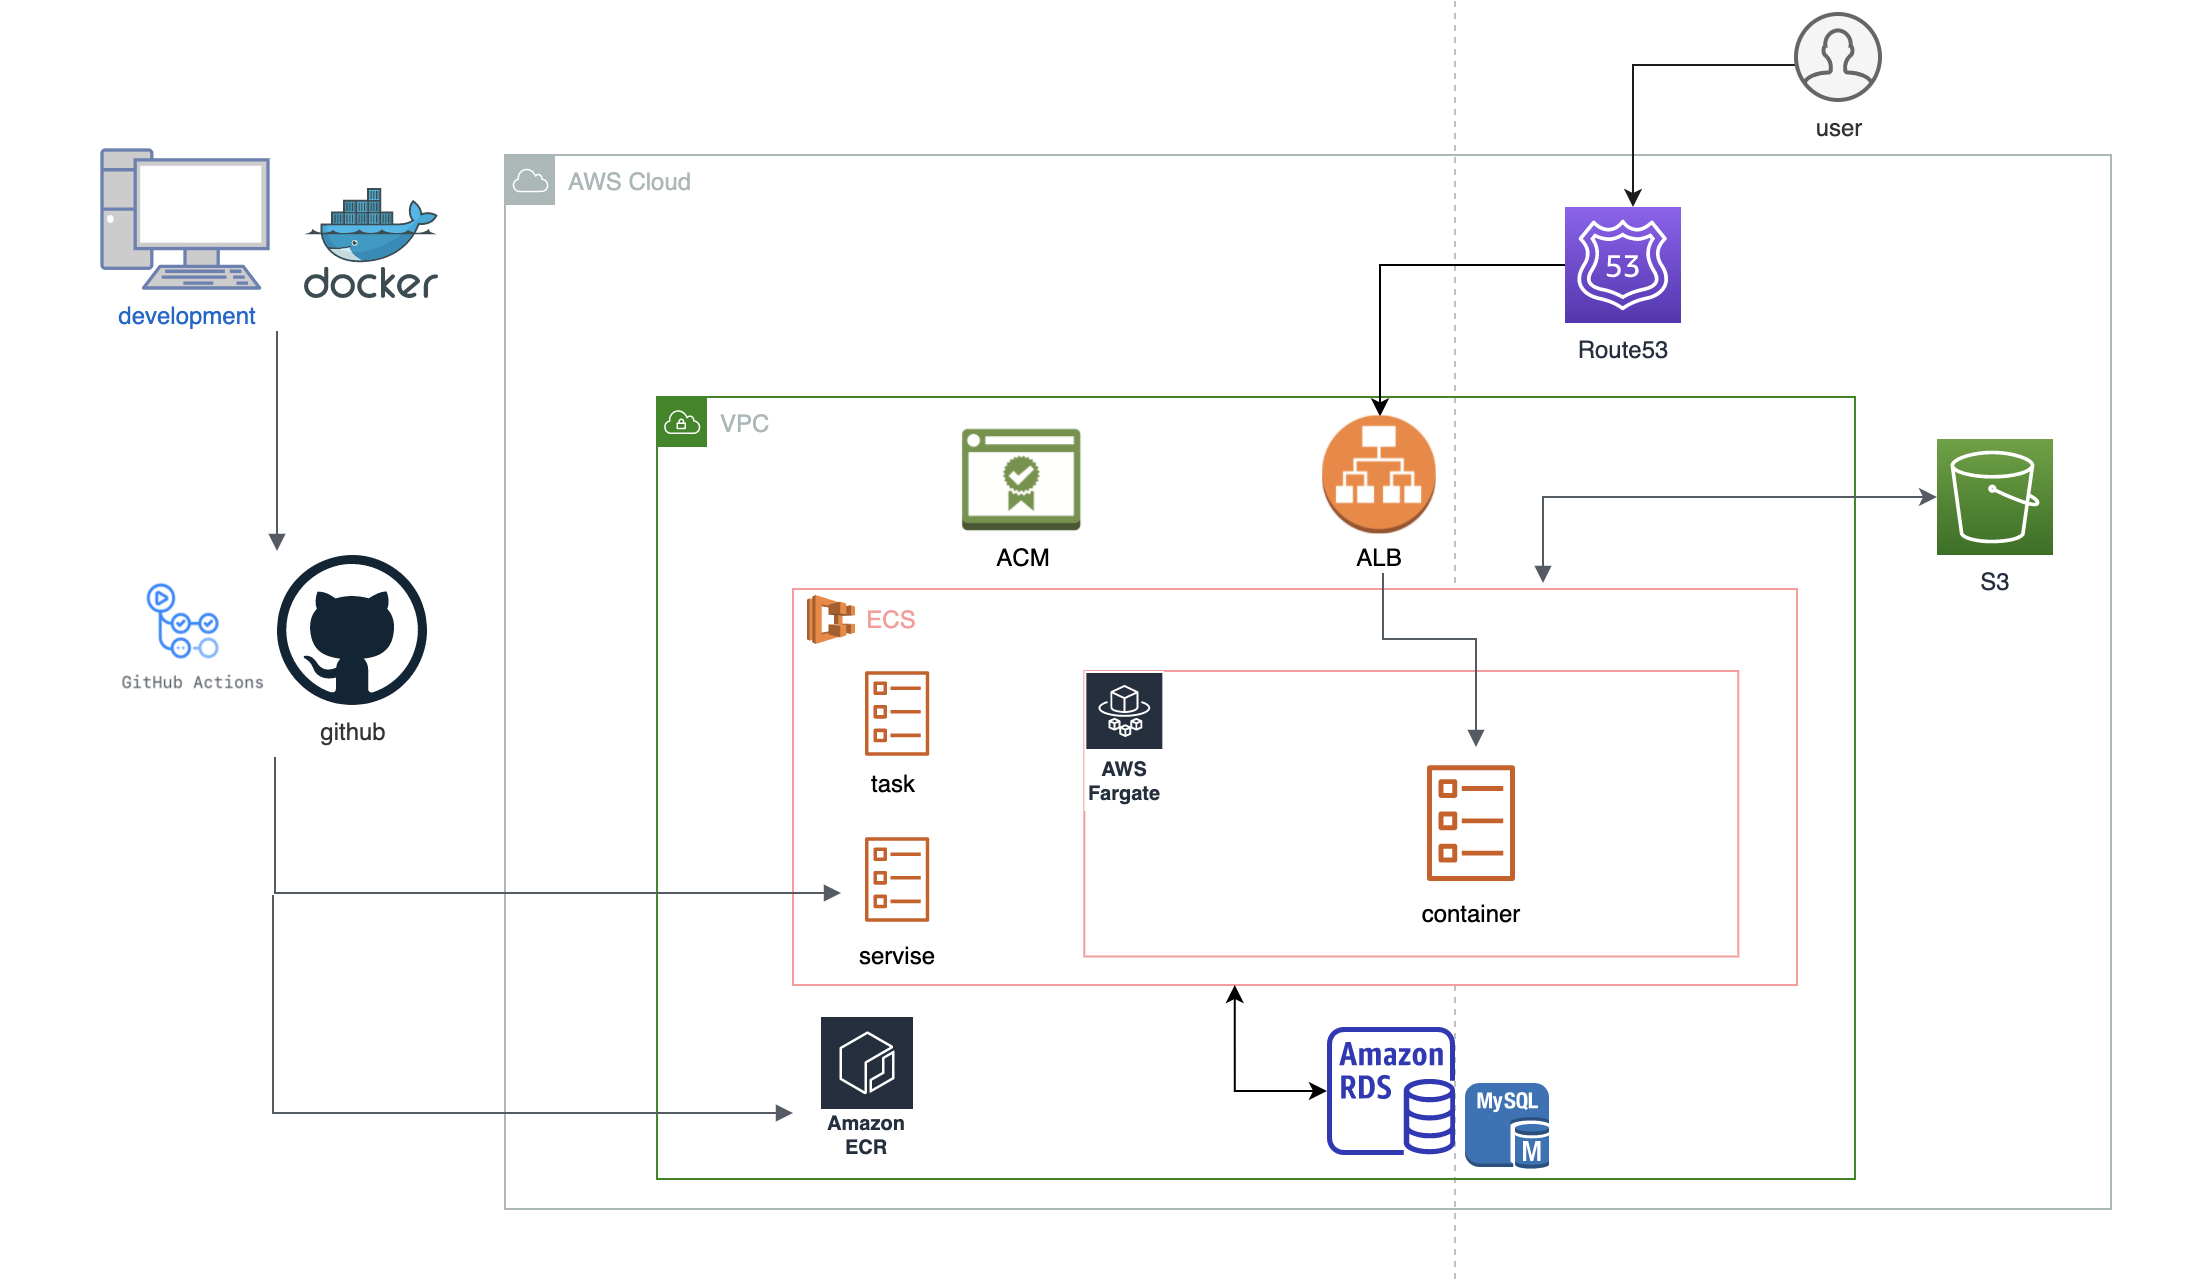 user
AWS Cloud
docker
development
53
Route53
VPC
ACM
ALB
S3
ECS
GitHub Actions
github
task
AWS
Fargate
container
servise
Amazon
ECR
Amazon
RDS
MySQL
M